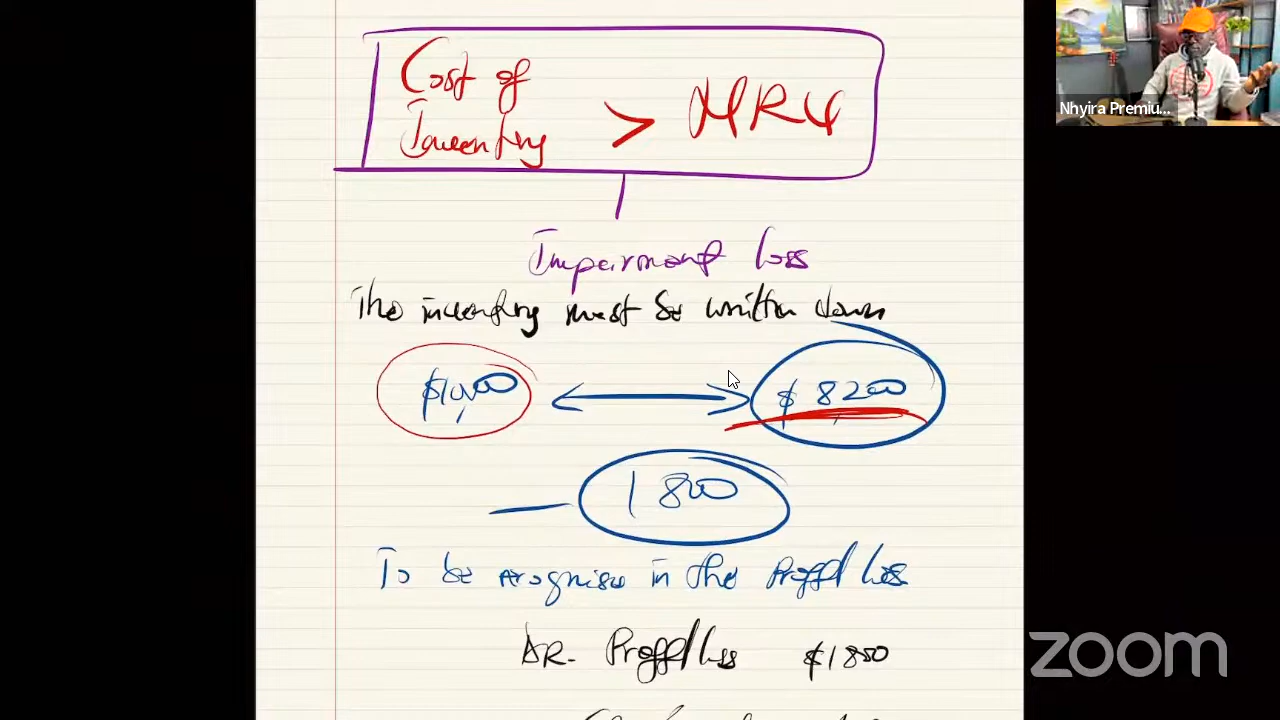 Cost of
Inventory > NRV
Impairment loss
The inventory must be written down
$10,000
$8200
1800
To be recognise in the Profit/loss
DR. Profit/loss $1800
Nhyira Premiu...
zoom